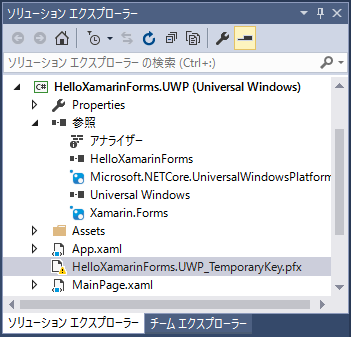 ソリューション エクスプローラー
ソリューション エクスプローラー の検索 (Ctrl+:)
C# HelloXamarinForms.UWP (Universal Windows)
Properties
参照
アナライザー
HelloXamarinForms
Microsoft.NETCore.UniversalWindowsPlatform
Universal Windows
Xamarin.Forms
Assets
App.xaml
HelloXamarinForms.UWP_TemporaryKey.pfx
MainPage.xaml
ソリューション エクスプローラー チーム エクスプローラー